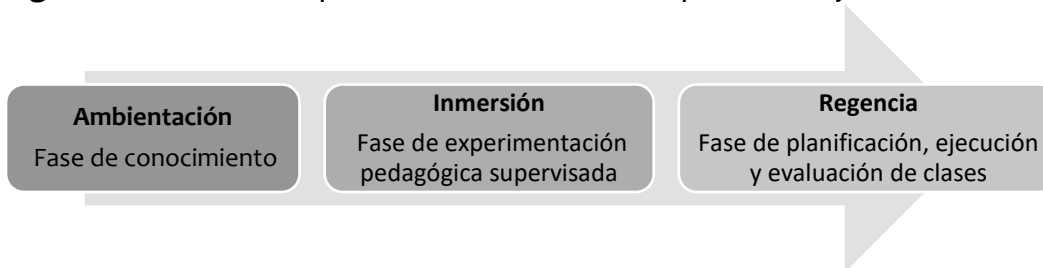 Ambientación
Fase de conocimiento
Inmersión
Fase de experimentación
pedagógica supervisada
Regencia
Fase de planificación, ejecución
y evaluación de clases